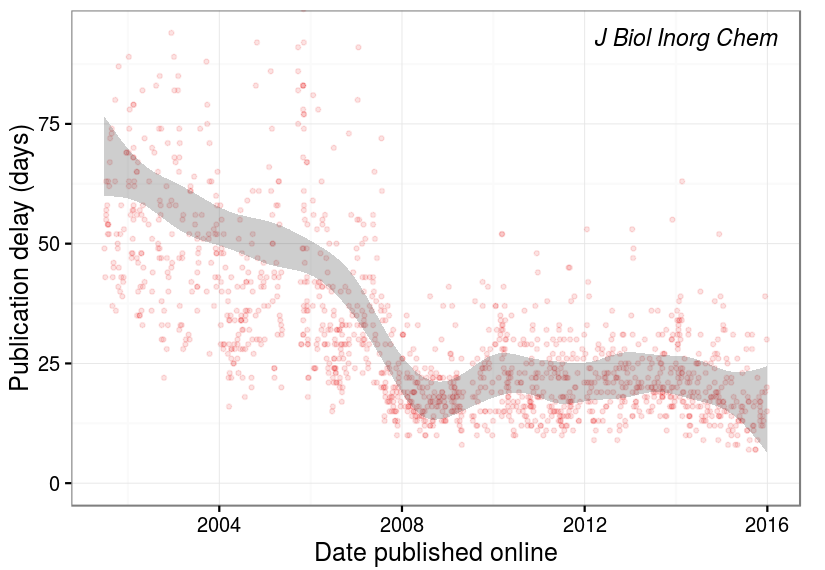 J Biol Inorg Chem
Publication delay (days)
75
50
25
0
2004
2008
2012
2016
Date published online